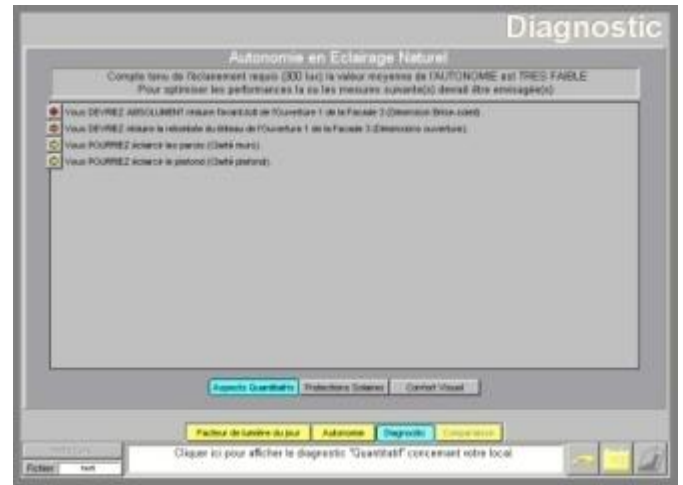 Diagnostic
Autonomie en Eclairage Naturel
Compte tenu de l'éclairement requis (300 lux) la valeur moyenne de l'AUTONOMIE est TRES FAIBLE
Pour optimiser les performances la ou les mesures suivante(s) devrait être envisagée(s)
Vous DEVRIEZ ABSOLUMENT réduire l'avant-toit de l'Ouverture 1 de la Facade 3 (Dimension Brise-soleil).
Vous DEVRIEZ réduire la retombée du linteau de l'Ouverture 1 de la Facade 3 (Dimensions ouverture).
Vous POURRIEZ éclaircir les parois (Clarté murs).
Vous POURRIEZ éclaircir le plafond (Clarté plafond).
Aspects Quantitatifs Protections Solaires Confort Visuel
Facteur de lumière du jour Autonomie Diagnostic Comparaison
Cliquer ici pour afficher le diagnostic "Quantitatif" concernant votre local
Fichier